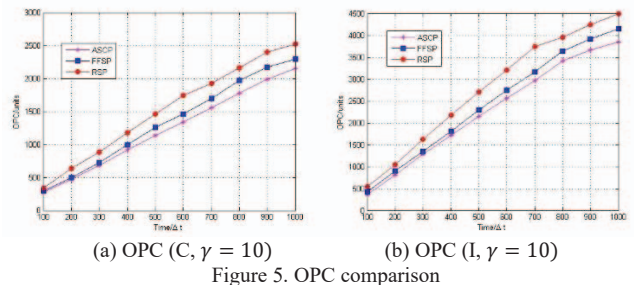 3000
2500
2000
1500
1000
500
0
OPC/units
ASCP
FFSP
RSP
100 200 300 400 500 600 700 800 900 1000
Time/Δ t
(a) OPC (C, γ = 10)
4500
4000
3500
3000
2500
2000
1500
1000
500
0
OPC/units
ASCP
FFSP
RSP
100 200 300 400 500 600 700 800 900 1000
Time/Δ t
(b) OPC (I, γ = 10)
Figure 5. OPC comparison